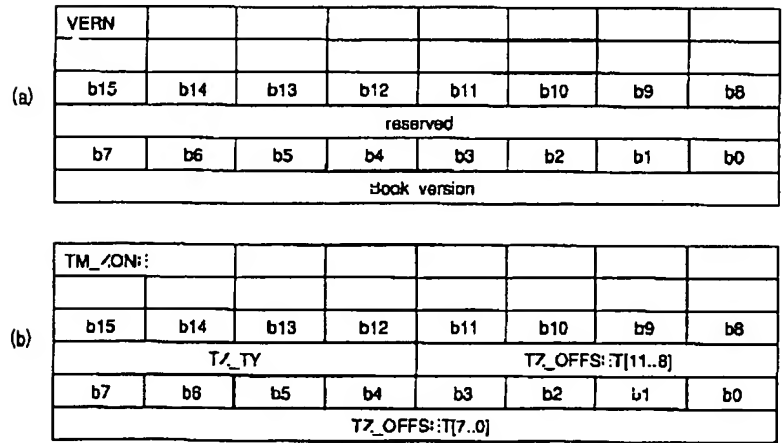 VERN
(a)
b15 b14 b13 b12 b11 b10 b9 b8
reserved
b7 b6 b5 b4 b3 b2 b1 b0
Book version
TM_ZONE
(b)
b15 b14 b13 b12 b11 b10 b9 b8
TZ_TY TZ_OFFSET[11..8]
b7 b6 b5 b4 b3 b2 b1 b0
TZ_OFFSET[7..0]